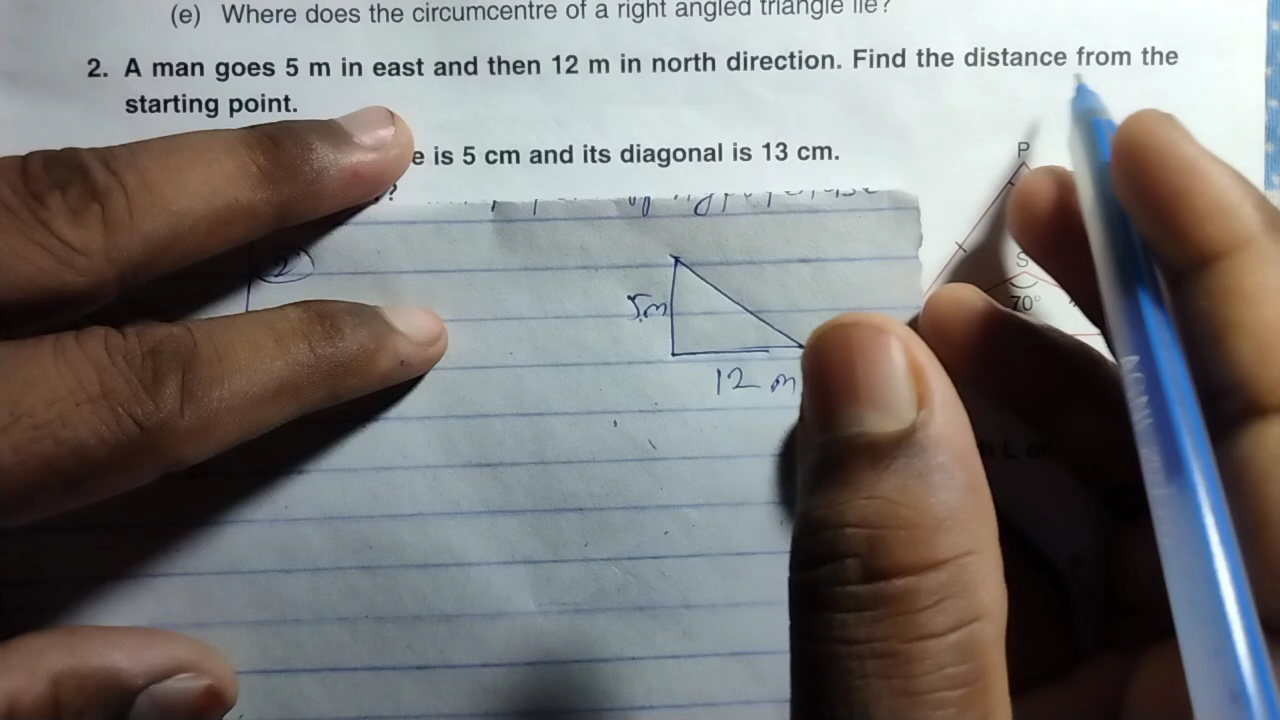 (e) Where does the circumcentre of a right angled triangle lie?
2. A man goes 5 m in east and then 12 m in north direction. Find the distance from the
starting point.
e is 5 cm and its diagonal is 13 cm.
?
P
2
S
5m
70°
12 m